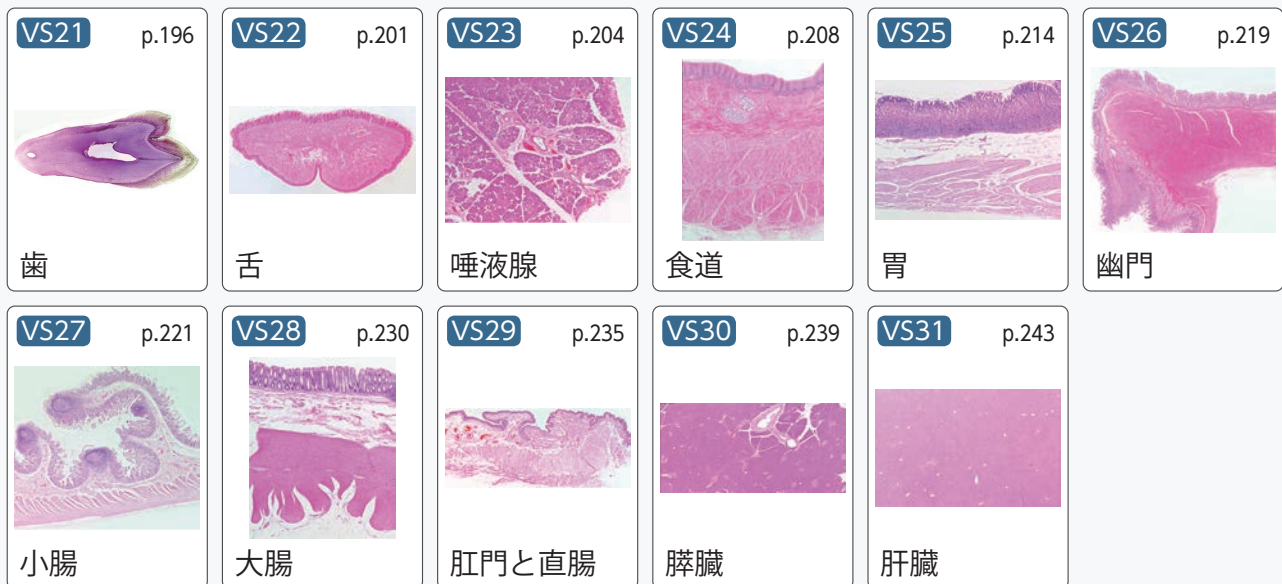 VS21 p.196
歯
VS22 p.201
舌
VS23 p.204
唾液腺
VS24 p.208
食道
VS25 p.214
胃
VS26 p.219
幽門
VS27 p.221
小腸
VS28 p.230
大腸
VS29 p.235
肛門と直腸
VS30 p.239
膵臓
VS31 p.243
肝臓